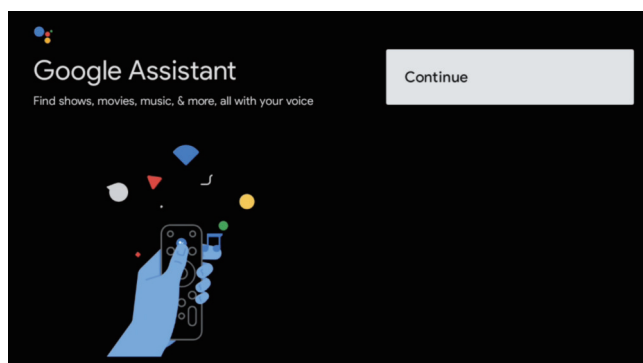 Google Assistant
Find shows, movies, music, & more, all with your voice
Continue